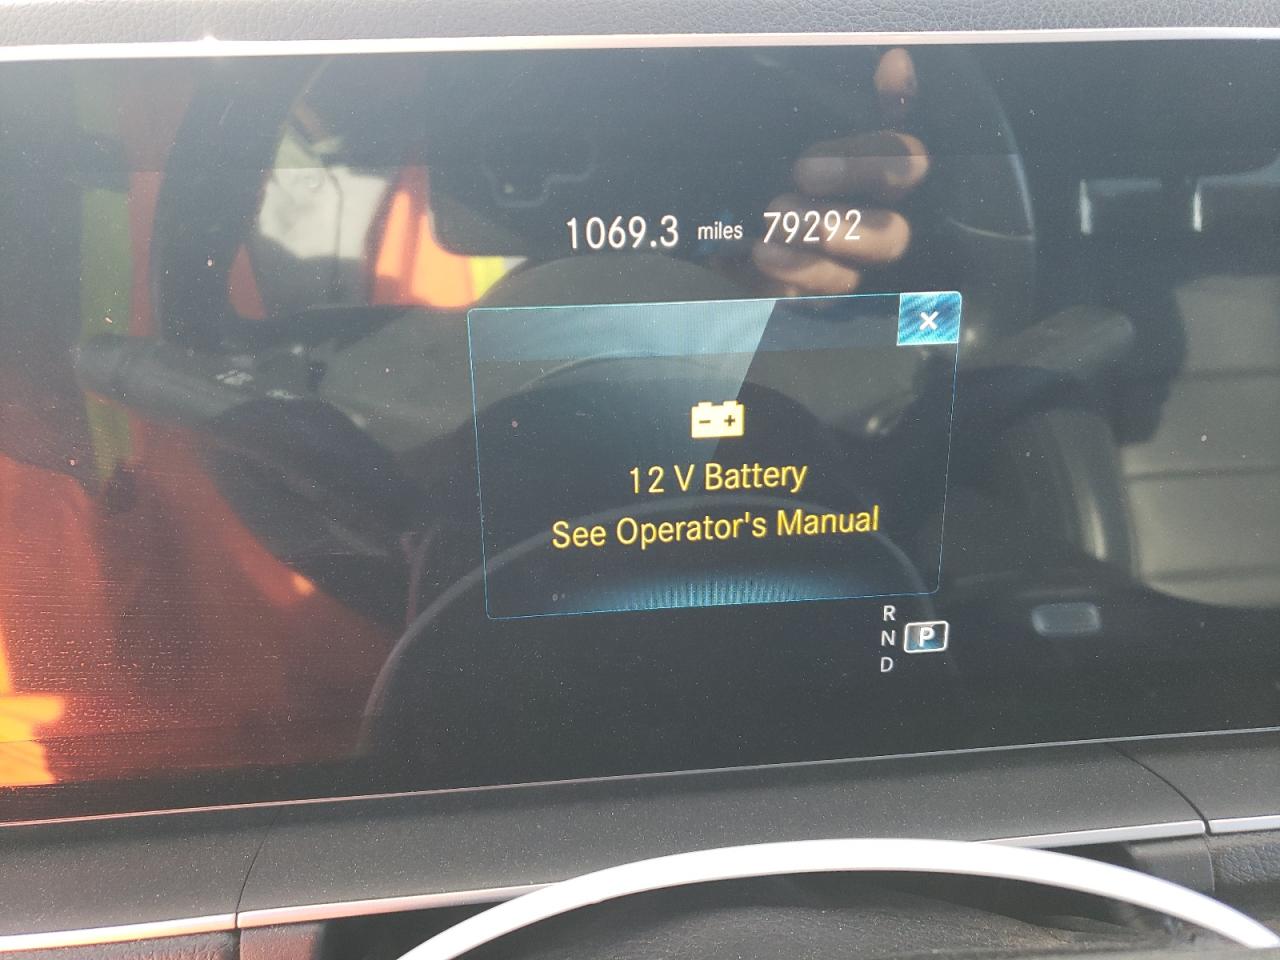 1069.3 miles 79292
×
12 V Battery
See Operator's Manual
R
N P
D